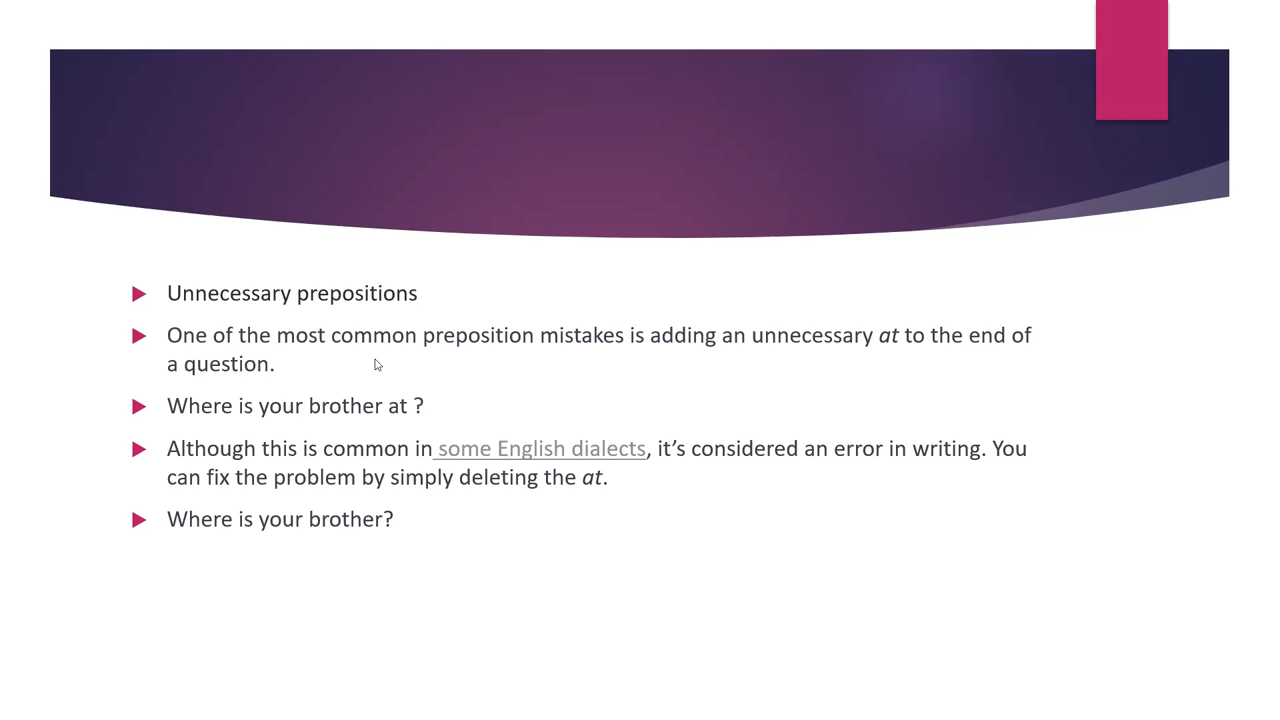 Unnecessary prepositions
One of the most common preposition mistakes is adding an unnecessary at to the end of
a question.
Where is your brother at ?
Although this is common in some English dialects, it’s considered an error in writing. You
can fix the problem by simply deleting the at.
Where is your brother?